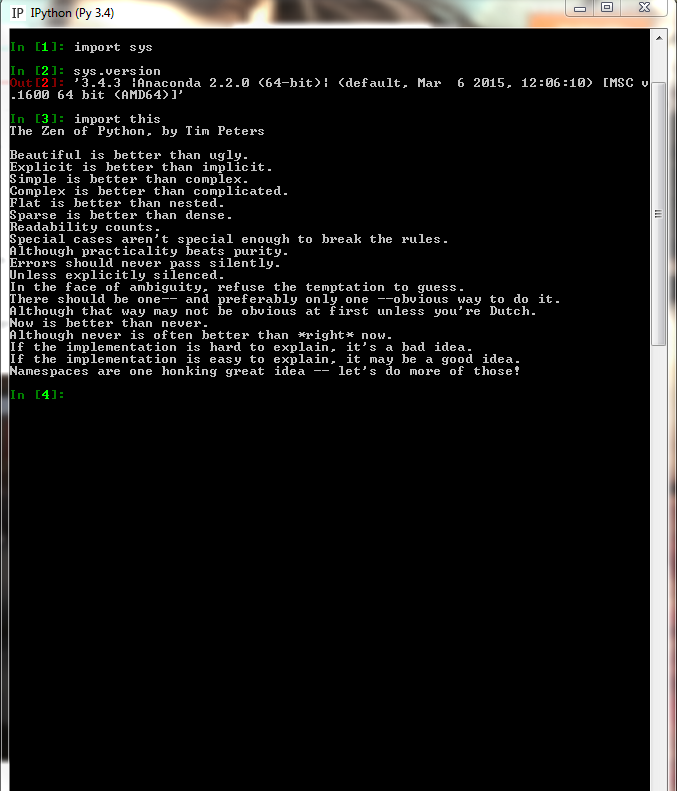 IP IPython (Py 3.4)
In [1]: import sys
In [2]: sys.version
Out[2]: '3.4.3 |Anaconda 2.2.0 (64-bit)| (default, Mar  6 2015, 12:06:10) [MSC v
.1600 64 bit (AMD64)]'
In [3]: import this
The Zen of Python, by Tim Peters
Beautiful is better than ugly.
Explicit is better than implicit.
Simple is better than complex.
Complex is better than complicated.
Flat is better than nested.
Sparse is better than dense.
Readability counts.
Special cases aren't special enough to break the rules.
Although practicality beats purity.
Errors should never pass silently.
Unless explicitly silenced.
In the face of ambiguity, refuse the temptation to guess.
There should be one-- and preferably only one --obvious way to do it.
Although that way may not be obvious at first unless you're Dutch.
Now is better than never.
Although never is often better than *right* now.
If the implementation is hard to explain, it's a bad idea.
If the implementation is easy to explain, it may be a good idea.
Namespaces are one honking great idea -- let's do more of those!
In [4]: